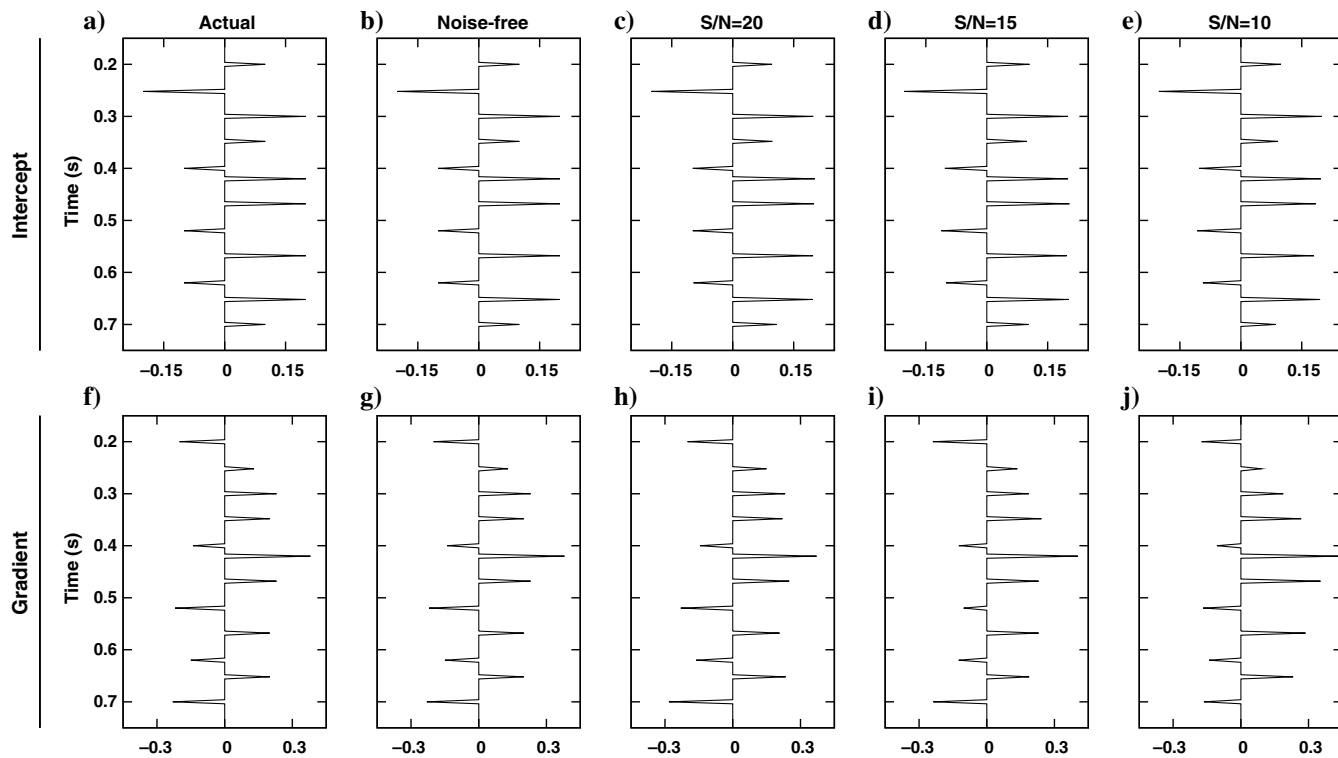 a) Actual b) Noise-free c) S/N=20 d) S/N=15 e) S/N=10
Intercept
Time (s)
0.2
0.3
0.4
0.5
0.6
0.7
–0.15 0 0.15 –0.15 0 0.15 –0.15 0 0.15 –0.15 0 0.15 –0.15 0 0.15
f) g) h) i) j)
Gradient
Time (s)
0.2
0.3
0.4
0.5
0.6
0.7
–0.3 0 0.3 –0.3 0 0.3 –0.3 0 0.3 –0.3 0 0.3 –0.3 0 0.3